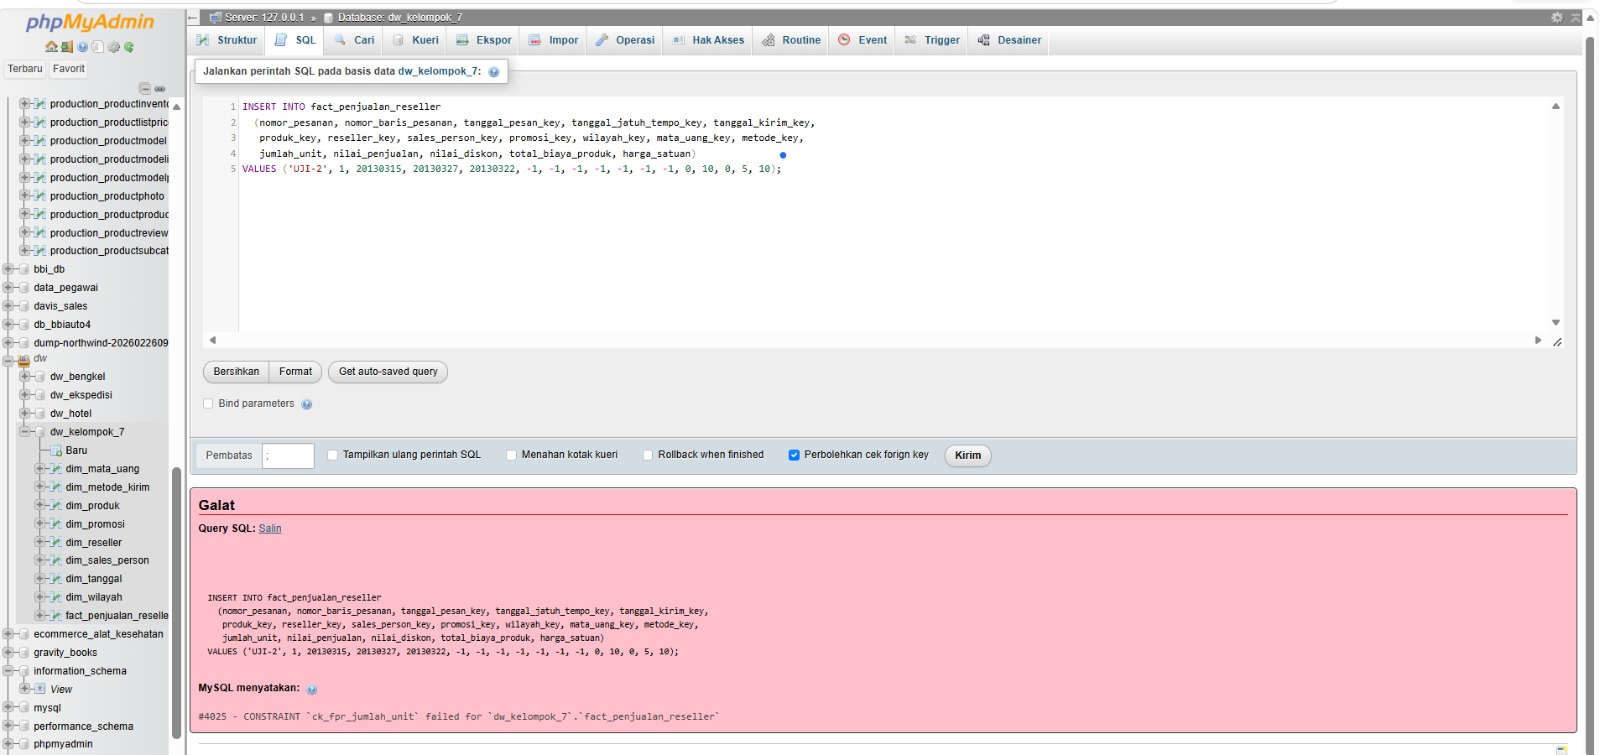 phpMyAdmin
Terbaru Favorit
production_productinvento
production_productlistpric
production_productmodel
production_productmodeli
production_productmodelp
production_productphoto
production_productproduc
production_productreview
production_productsubcat
bbi_db
data_pegawai
davis_sales
db_bbiauto4
dump-northwind-2026022609
dw
dw_bengkel
dw_ekspedisi
dw_hotel
dw_kelompok_7
Baru
dim_mata_uang
dim_metode_kirim
dim_produk
dim_promosi
dim_reseller
dim_sales_person
dim_tanggal
dim_wilayah
fact_penjualan_reselle
ecommerce_alat_kesehatan
gravity_books
information_schema
View
mysql
performance_schema
phpmyadmin
Server: 127.0.0.1 » Database: dw_kelompok_7
Struktur SQL Cari Kueri Ekspor Impor Operasi Hak Akses Routine Event Trigger Desainer
Jalankan perintah SQL pada basis data dw_kelompok_7:
1 INSERT INTO fact_penjualan_reseller
2 (nomor_pesanan, nomor_baris_pesanan, tanggal_pesan_key, tanggal_jatuh_tempo_key, tanggal_kirim_key,
3 produk_key, reseller_key, sales_person_key, promosi_key, wilayah_key, mata_uang_key, metode_key,
4 jumlah_unit, nilai_penjualan, nilai_diskon, total_biaya_produk, harga_satuan)
5 VALUES ('UJI-2', 1, 20130315, 20130327, 20130322, -1, -1, -1, -1, -1, -1, -1, 0, 10, 0, 5, 10);
Bersihkan Format Get auto-saved query
Bind parameters
Pembatas ; Tampilkan ulang perintah SQL Menahan kotak kueri Rollback when finished Perbolehkan cek forign key Kirim
Galat
Query SQL: Salin
INSERT INTO fact_penjualan_reseller
(nomor_pesanan, nomor_baris_pesanan, tanggal_pesan_key, tanggal_jatuh_tempo_key, tanggal_kirim_key,
produk_key, reseller_key, sales_person_key, promosi_key, wilayah_key, mata_uang_key, metode_key,
jumlah_unit, nilai_penjualan, nilai_diskon, total_biaya_produk, harga_satuan)
VALUES ('UJI-2', 1, 20130315, 20130327, 20130322, -1, -1, -1, -1, -1, -1, -1, 0, 10, 0, 5, 10);
MySQL menyatakan:
#4025 - CONSTRAINT `ck_fpr_jumlah_unit` failed for `dw_kelompok_7`.`fact_penjualan_reseller`